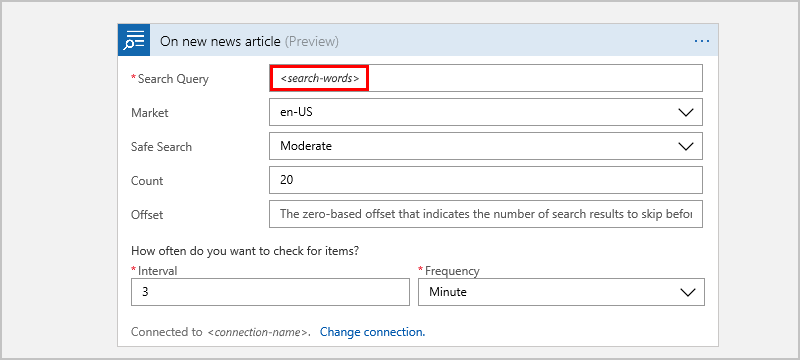 On new news article (Preview) ...
* Search Query <search-words>
Market en-US
Safe Search Moderate
Count 20
Offset The zero-based offset that indicates the number of search results to skip befor
How often do you want to check for items?
* Interval * Frequency
3 Minute
Connected to <connection-name>. Change connection.